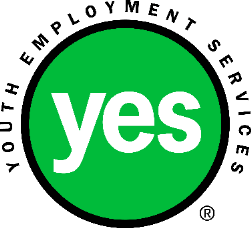 YOUTH EMPLOYMENT SERVICES
yes
®